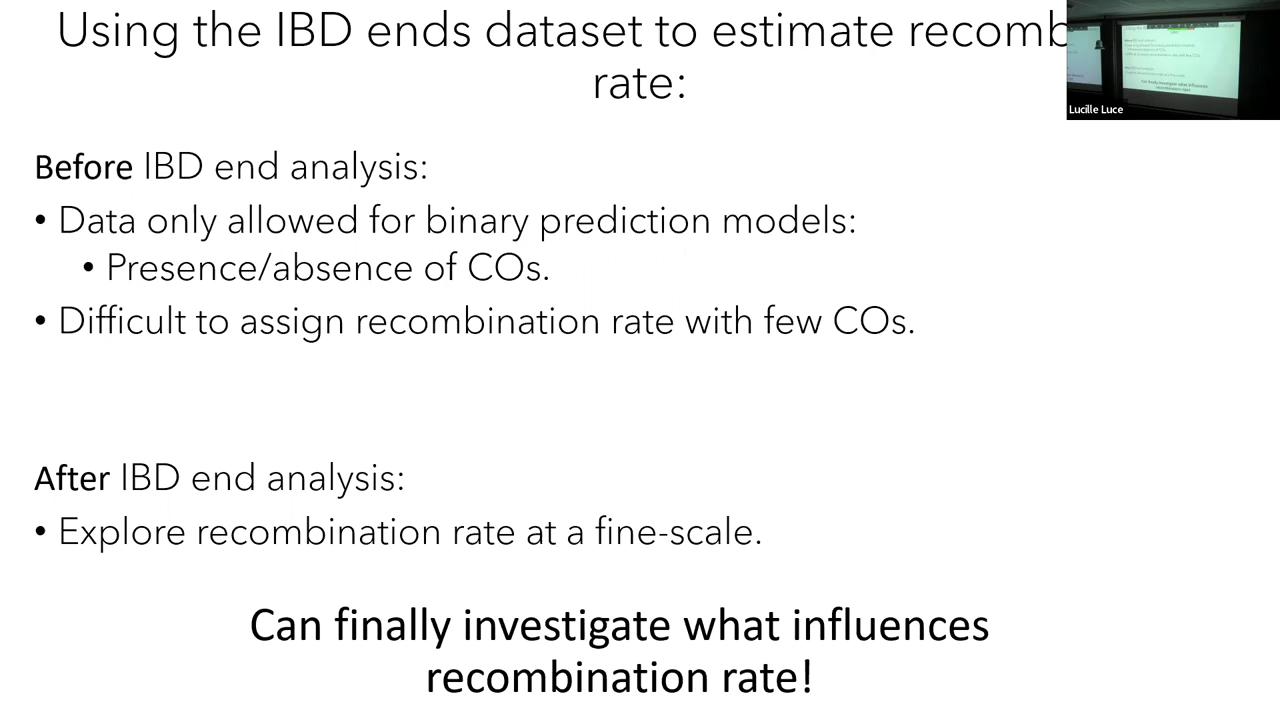 Using the IBD ends dataset to estimate recomb
rate:
Lucille Luce
Before IBD end analysis:
• Data only allowed for binary prediction models:
• Presence/absence of COs.
• Difficult to assign recombination rate with few COs.
After IBD end analysis:
• Explore recombination rate at a fine-scale.
Can finally investigate what influences
recombination rate!